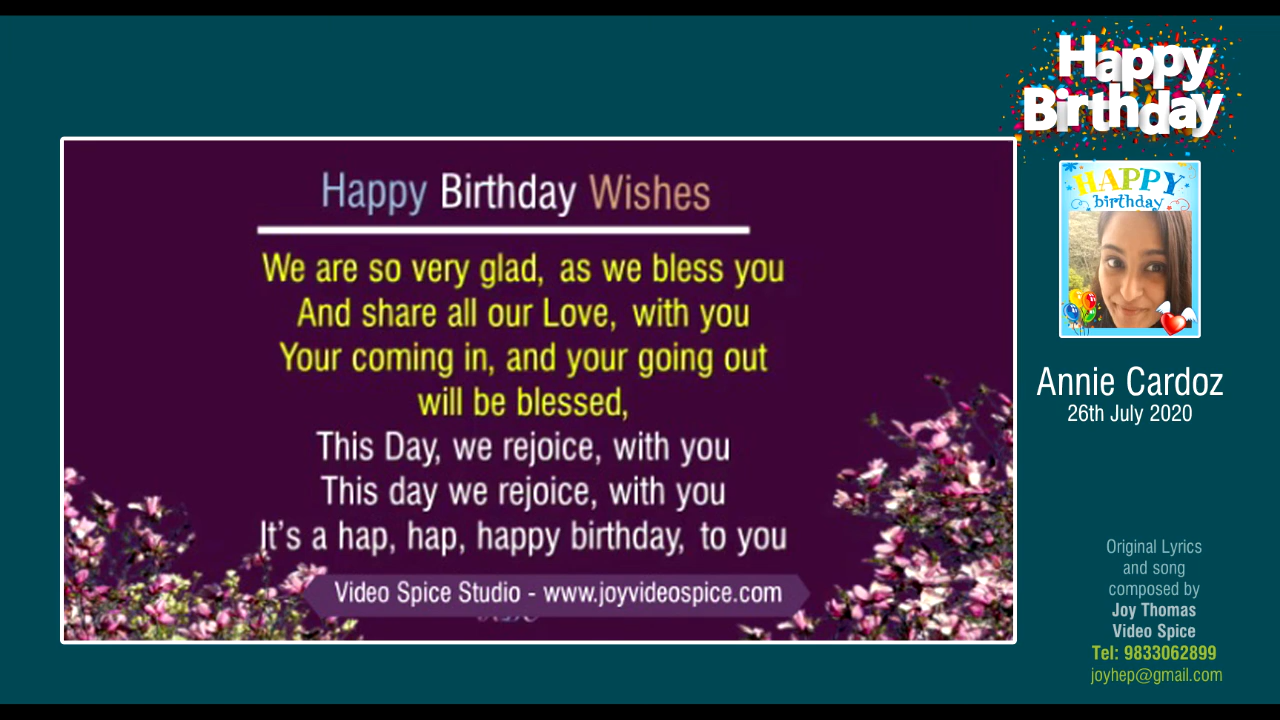 Happy Birthday Wishes
We are so very glad, as we bless you
And share all our Love, with you
Your coming in, and your going out
will be blessed,
This Day, we rejoice, with you
This day we rejoice, with you
It's a hap, hap, happy birthday, to you
Video Spice Studio - www.joyvideospice.com
Happy
Birthday
HAPPY
birthday
Annie Cardoz
26th July 2020
Original Lyrics
and song
composed by
Joy Thomas
Video Spice
Tel: 9833062899
joyhep@gmail.com